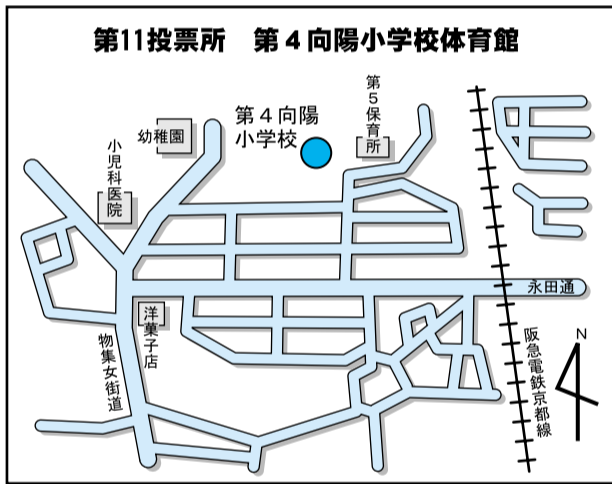 第11投票所　第４向陽小学校体育館
第５保育所
第４向陽
小学校
幼稚園
小児科医院
永田通
洋菓子店
物集女街道
阪急電鉄京都線
N